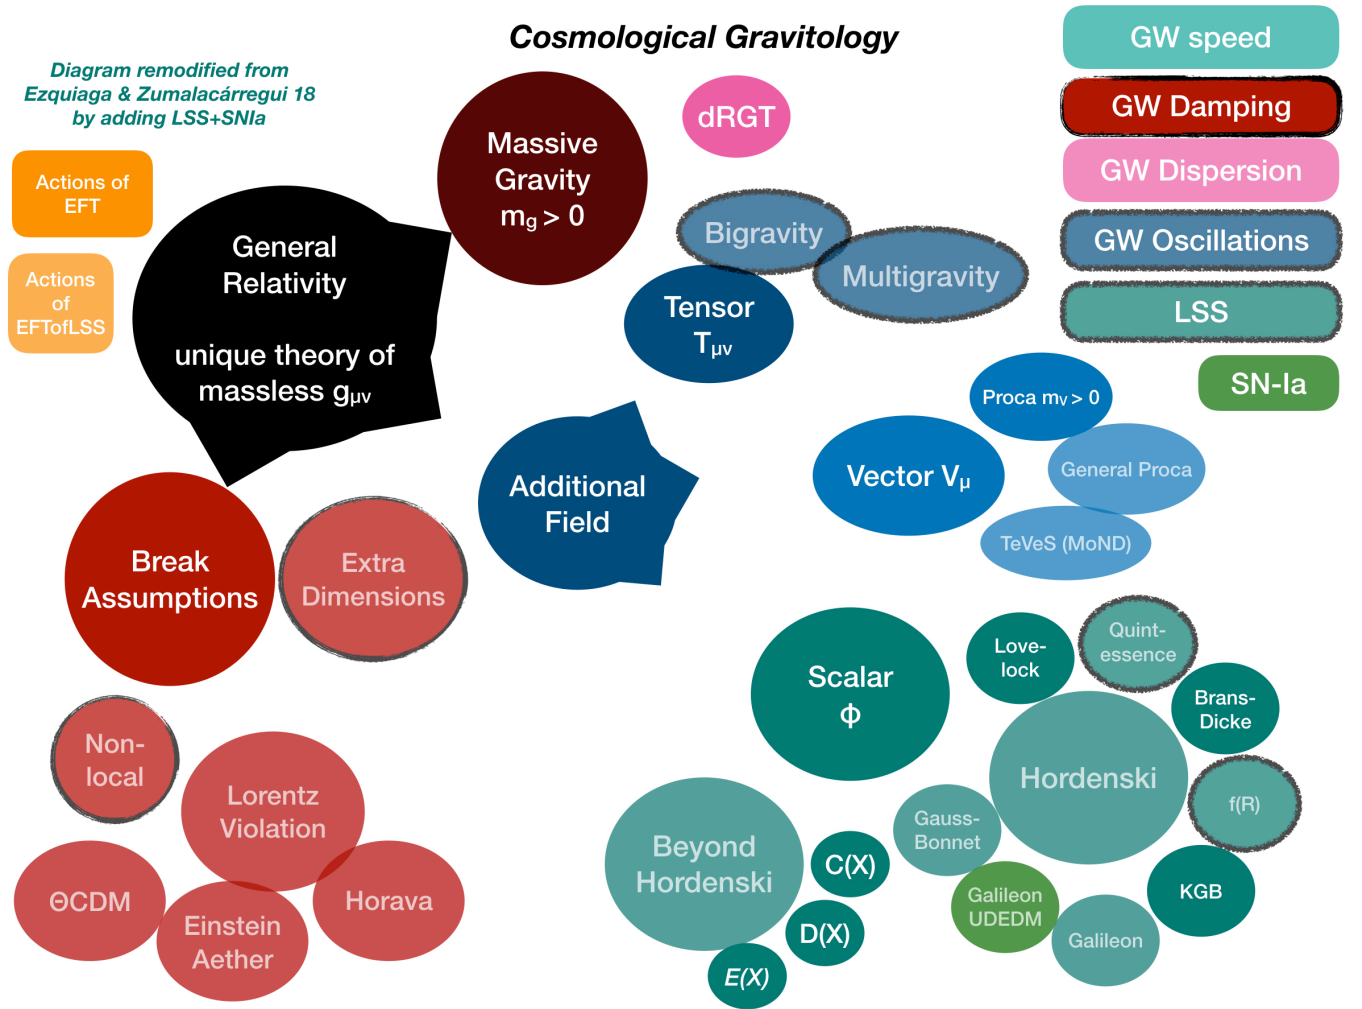 Cosmological Gravitology
Diagram remodified from
Ezquiaga & Zumalacárregui 18
by adding LSS+SNIa
GW speed
GW Damping
GW Dispersion
GW Oscillations
LSS
SN-Ia
Actions of
EFT
Actions
of
EFTofLSS
General
Relativity
unique theory of
massless gμν
Massive
Gravity
mg > 0
dRGT
Bigravity
Multigravity
Tensor
Tμν
Additional
Field
Proca mV > 0
Vector Vμ
General Proca
TeVeS (MoND)
Break
Assumptions
Extra
Dimensions
Non-
local
Lorentz
Violation
ΘCDM
Einstein
Aether
Horava
Scalar
ϕ
Love-
lock
Quint-
essence
Brans-
Dicke
Hordenski
f(R)
Gauss-
Bonnet
KGB
Galileon
UDEDM
Galileon
Beyond
Hordenski
C(X)
D(X)
E(X)